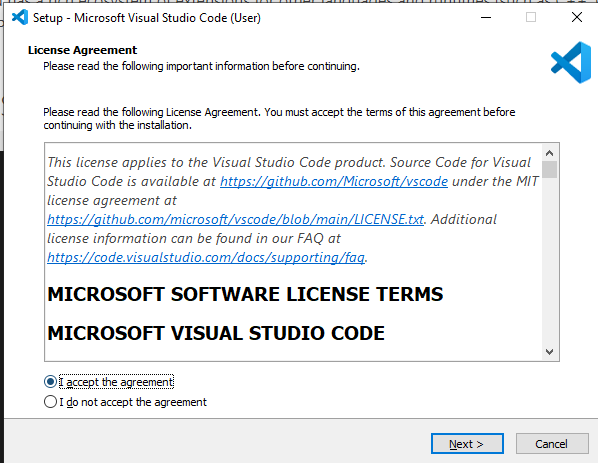 Setup - Microsoft Visual Studio Code (User)
License Agreement
Please read the following important information before continuing.
Please read the following License Agreement. You must accept the terms of this agreement before
continuing with the installation.
This license applies to the Visual Studio Code product. Source Code for Visual
Studio Code is available at https://github.com/Microsoft/vscode under the MIT
license agreement at
https://github.com/microsoft/vscode/blob/main/LICENSE.txt. Additional
license information can be found in our FAQ at
https://code.visualstudio.com/docs/supporting/faq.
MICROSOFT SOFTWARE LICENSE TERMS
MICROSOFT VISUAL STUDIO CODE
I accept the agreement
I do not accept the agreement
Next >
Cancel